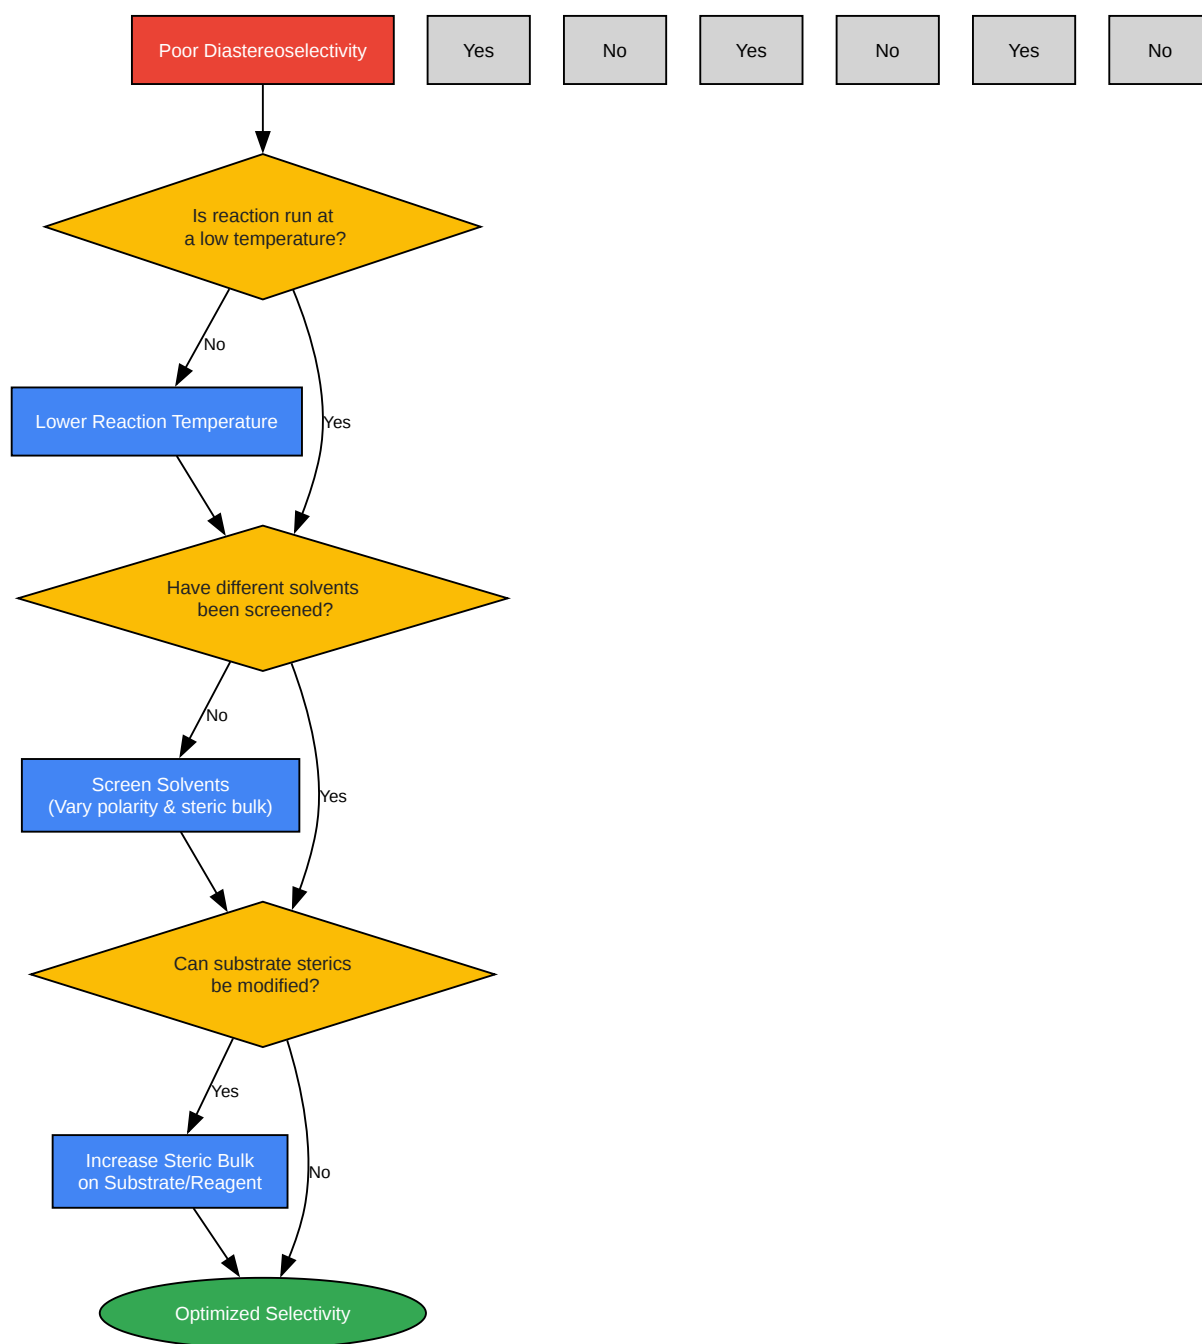 Poor Diastereoselectivity
Yes
No
Yes
No
Yes
No
Is reaction run at
a low temperature?
No
Lower Reaction Temperature
Yes
Have different solvents
been screened?
No
Screen Solvents
(Vary polarity & steric bulk)
Yes
Can substrate sterics
be modified?
Yes
Increase Steric Bulk
on Substrate/Reagent
No
Optimized Selectivity